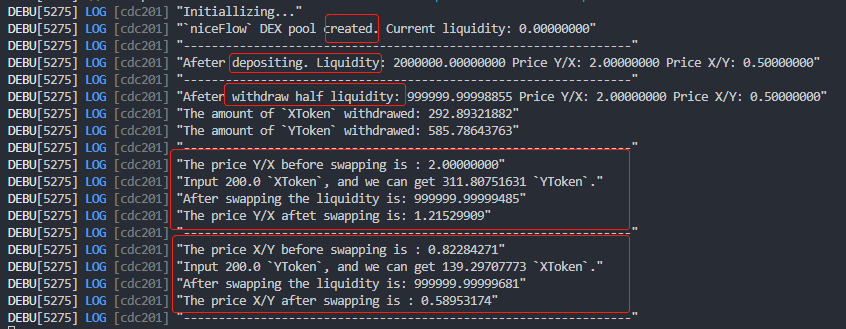 DEBU[5275] LOG [cdc201] "Initiallizing..."
DEBU[5275] LOG [cdc201] "`niceFlow` DEX pool created. Current liquidity: 0.00000000"
DEBU[5275] LOG [cdc201] "----------------------------------------------------------------"
DEBU[5275] LOG [cdc201] "Afeter depositing. Liquidity: 2000000.00000000 Price Y/X: 2.00000000 Price X/Y: 0.50000000"
DEBU[5275] LOG [cdc201] "----------------------------------------------------------------"
DEBU[5275] LOG [cdc201] "Afeter withdraw half liquidity: 999999.99998855 Price Y/X: 2.00000000 Price X/Y: 0.50000000"
DEBU[5275] LOG [cdc201] "The amount of `XToken` withdrawed: 292.89321882"
DEBU[5275] LOG [cdc201] "The amount of `YToken` withdrawed: 585.78643763"
DEBU[5275] LOG [cdc201] "----------------------------------------------------------------"
DEBU[5275] LOG [cdc201] "The price Y/X before swapping is : 2.00000000"
DEBU[5275] LOG [cdc201] "Input 200.0 `XToken`, and we can get 311.80751631 `YToken`."
DEBU[5275] LOG [cdc201] "After swapping the liquidity is: 999999.99999485"
DEBU[5275] LOG [cdc201] "The price Y/X aftet swapping is: 1.21529909"
DEBU[5275] LOG [cdc201] "----------------------------------------------------------------"
DEBU[5275] LOG [cdc201] "The price X/Y before swapping is : 0.82284271"
DEBU[5275] LOG [cdc201] "Input 200.0 `YToken`, and we can get 139.29707773 `XToken`."
DEBU[5275] LOG [cdc201] "After swapping the liquidity is: 999999.99999681"
DEBU[5275] LOG [cdc201] "The price X/Y after swapping is : 0.58953174"
DEBU[5275] LOG [cdc201] "----------------------------------------------------------------"